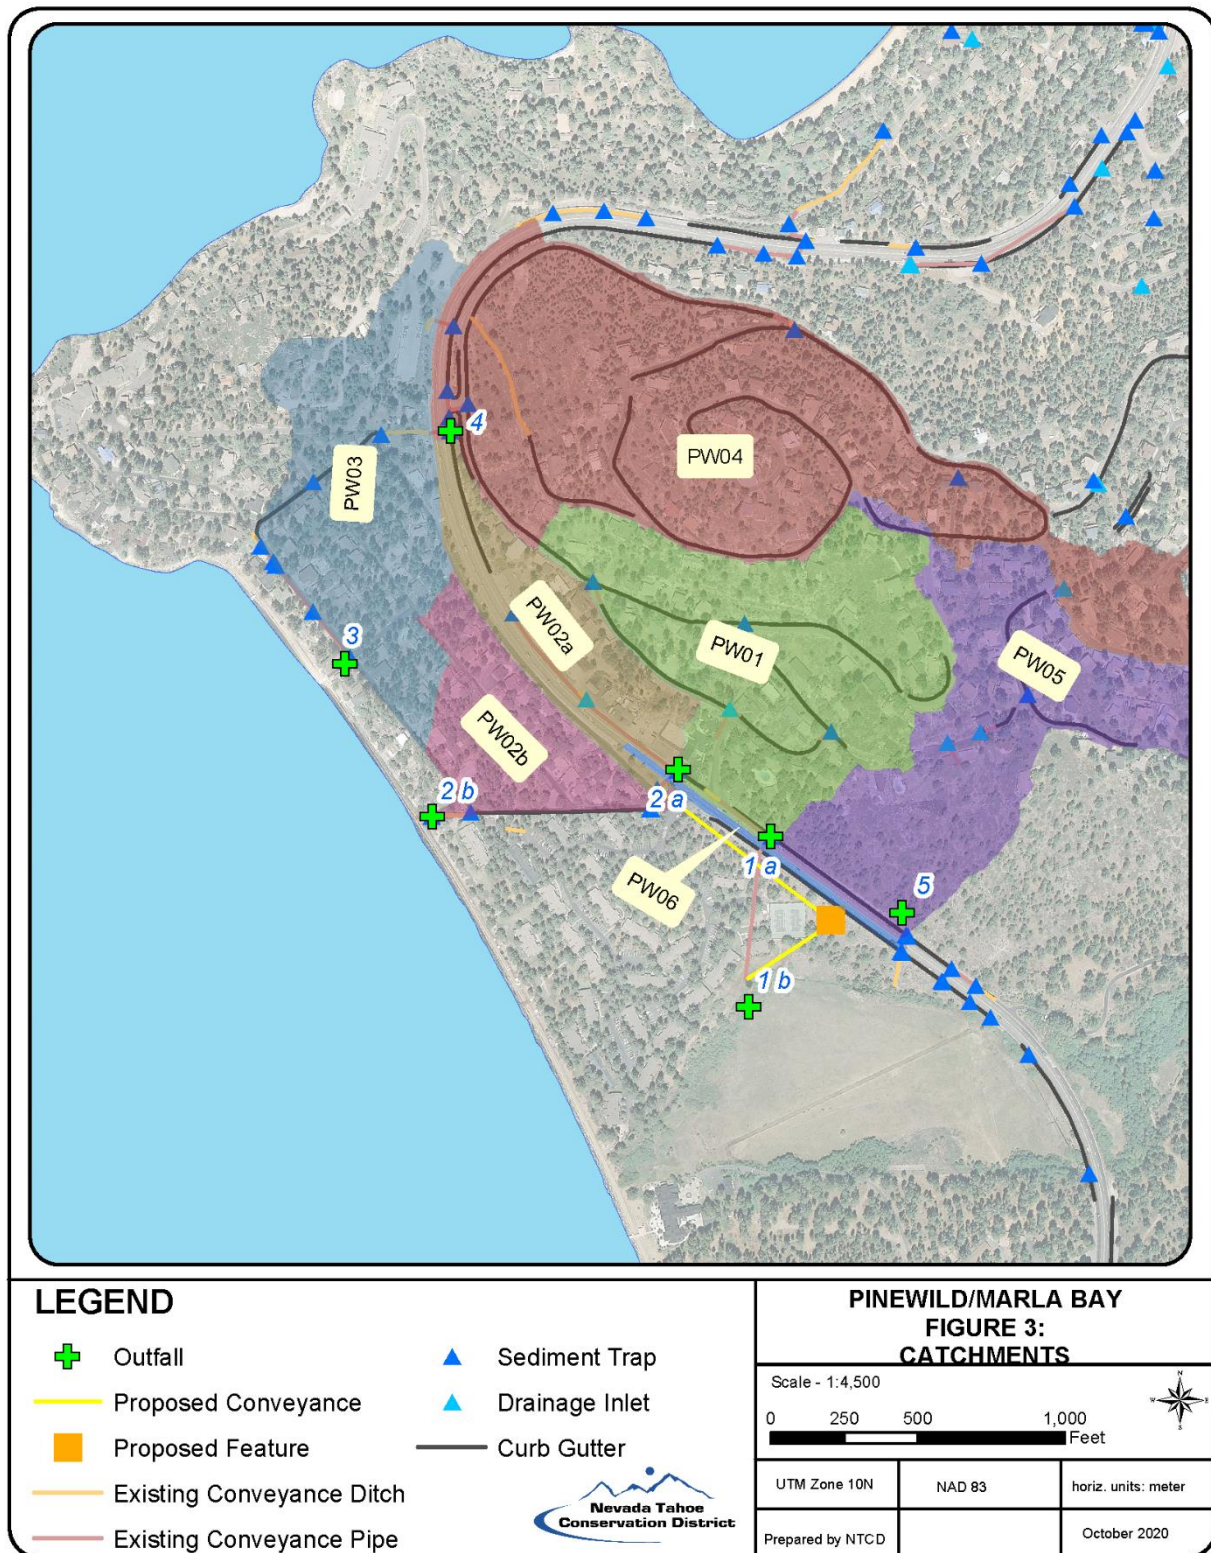 4
PW04
PW03
PW02a
PW01
3
PW05
PW02b
2 b
2 a
1 a
PW06
5
1 b
LEGEND
Outfall
Proposed Conveyance
Proposed Feature
Existing Conveyance Ditch
Existing Conveyance Pipe
Sediment Trap
Drainage Inlet
Curb Gutter
Nevada Tahoe
Conservation District
PINEWILD/MARLA BAY
FIGURE 3:
CATCHMENTS
Scale - 1:4,500
0 250 500 1,000
Feet
N
W E
S
UTM Zone 10N
NAD 83
horiz. units: meter
Prepared by NTCD
October 2020